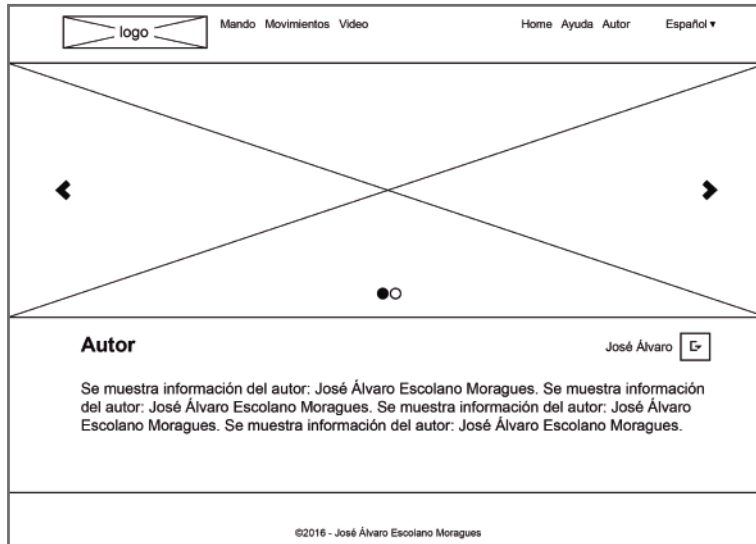 logo
Mando Movimientos Video
Home Ayuda Autor
Español ▾
Autor
José Álvaro
Se muestra información del autor: José Álvaro Escolano Moragues. Se muestra información
del autor: José Álvaro Escolano Moragues. Se muestra información del autor: José Álvaro
Escolano Moragues. Se muestra información del autor: José Álvaro Escolano Moragues.
©2016 - José Álvaro Escolano Moragues